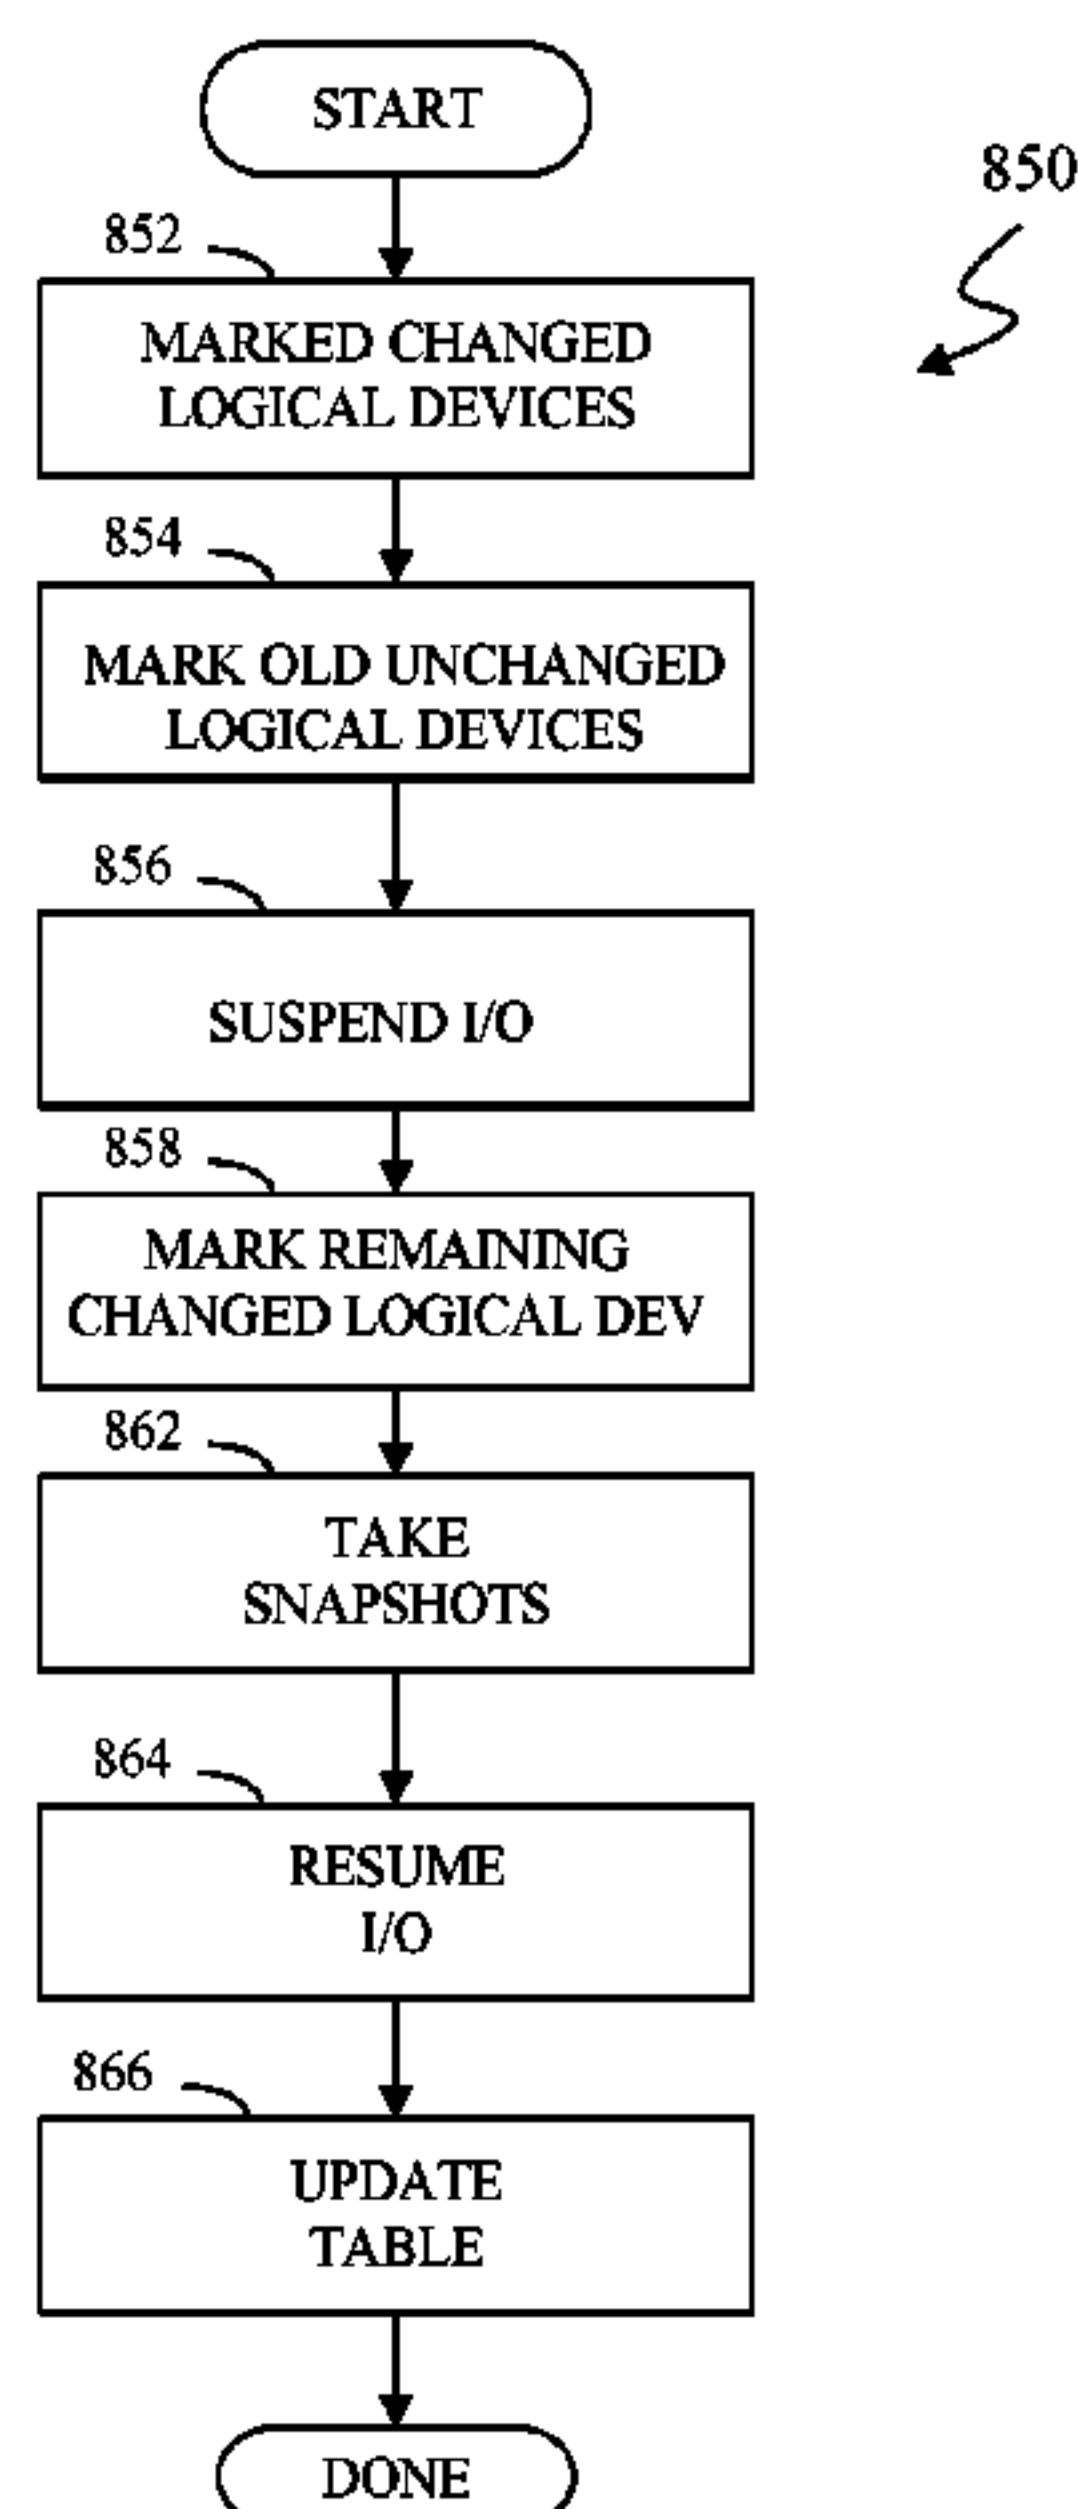 START
850
852
MARKED CHANGED
LOGICAL DEVICES
854
MARK OLD UNCHANGED
LOGICAL DEVICES
856
SUSPEND I/O
858
MARK REMAINING
CHANGED LOGICAL DEV
862
TAKE
SNAPSHOTS
864
RESUME
I/O
866
UPDATE
TABLE
DONE